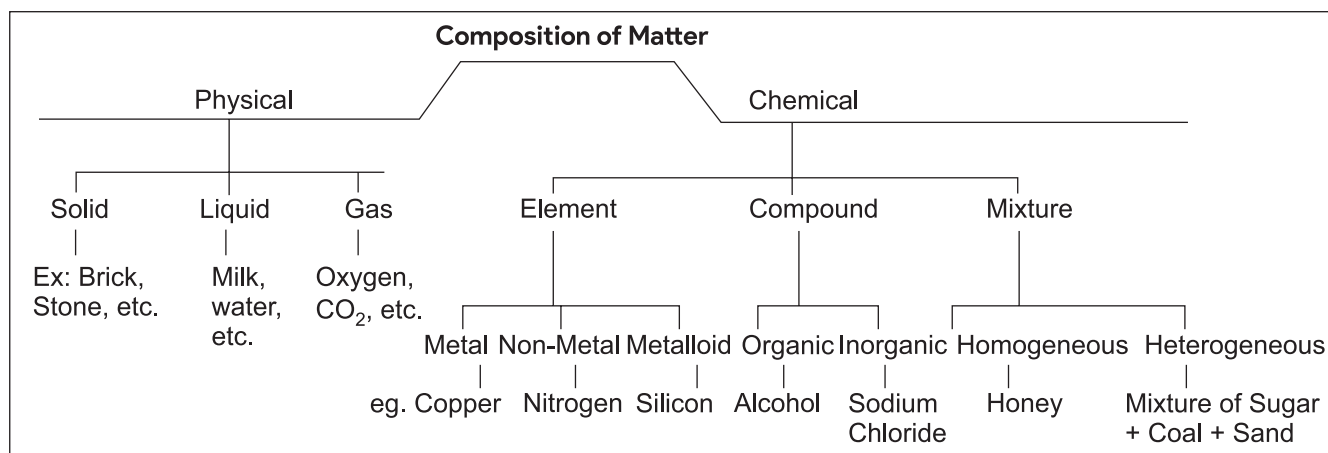 Composition of Matter
Physical
Chemical
Solid
Liquid
Gas
Element
Compound
Mixture
Ex: Brick,
Stone, etc.
Milk,
water,
etc.
Oxygen,
CO₂, etc.
Metal
Non-Metal
Metalloid
Organic
Inorganic
Homogeneous
Heterogeneous
eg. Copper
Nitrogen
Silicon
Alcohol
Sodium
Chloride
Honey
Mixture of Sugar
+ Coal + Sand